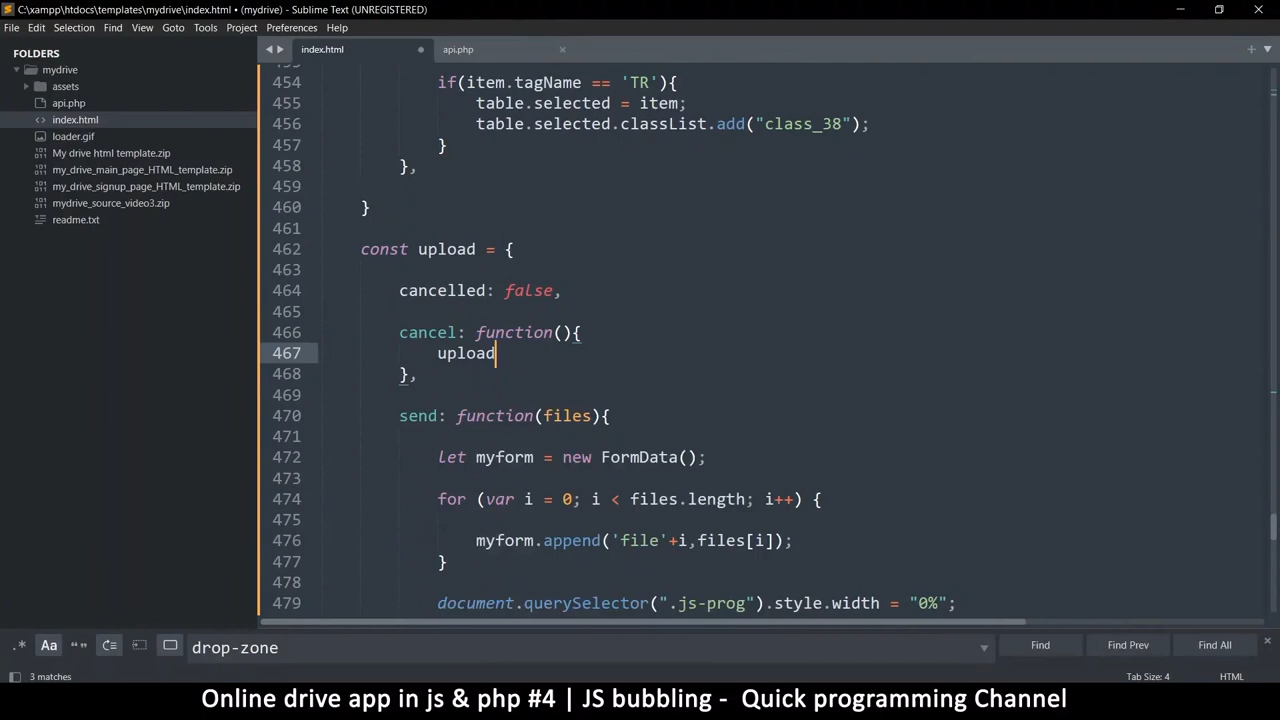 C:\xampp\htdocs\templates\mydrive\index.html • (mydrive) - Sublime Text (UNREGISTERED)
File Edit Selection Find View Goto Tools Project Preferences Help
FOLDERS
mydrive
assets
api.php
index.html
loader.gif
My drive html template.zip
my_drive_main_page_HTML_template.zip
my_drive_signup_page_HTML_template.zip
mydrive_source_video3.zip
readme.txt
index.html api.php
454 if(item.tagName == 'TR'){
455 table.selected = item;
456 table.selected.classList.add("class_38");
457 }
458 },
459
460 }
461
462 const upload = {
463
464 cancelled: false,
465
466 cancel: function(){
467 upload
468 },
469
470 send: function(files){
471
472 let myform = new FormData();
473
474 for (var i = 0; i < files.length; i++) {
475
476 myform.append('file'+i,files[i]);
477 }
478
479 document.querySelector(".js-prog").style.width = "0%";
.* Aa “” drop-zone Find Find Prev Find All
3 matches Tab Size: 4 HTML
Online drive app in js & php #4 | JS bubbling - Quick programming Channel